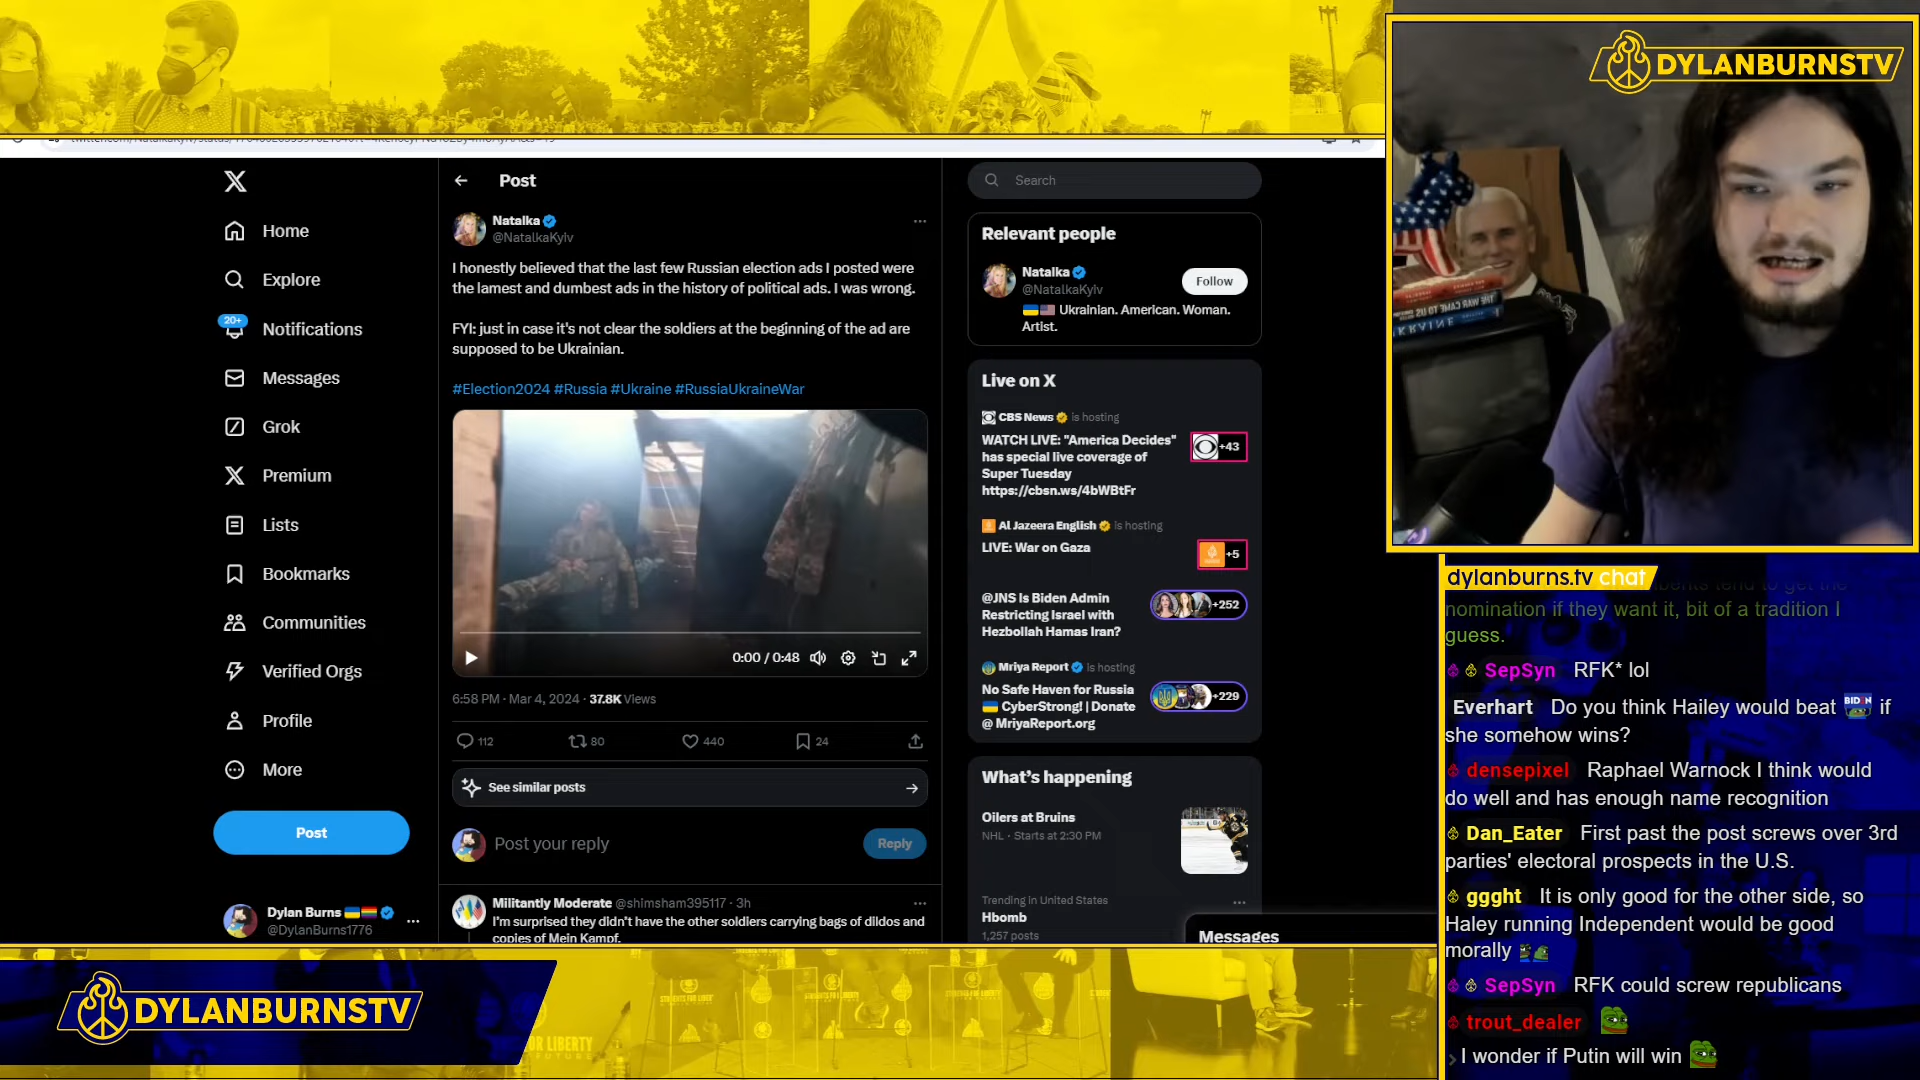 DYLANBURNSTV
Post
Search
Natalka
@NatalkaKyiv
Home
Explore
20+
Notifications
Messages
Grok
Premium
Lists
Bookmarks
Communities
Verified Orgs
Profile
More
Post
Dylan Burns
@DylanBurns1776
I honestly believed that the last few Russian election ads I posted were
the lamest and dumbest ads in the history of political ads. I was wrong.
FYI: just in case it's not clear the soldiers at the beginning of the ad are
supposed to be Ukrainian.
#Election2024 #Russia #Ukraine #RussiaUkraineWar
0:00 / 0:48
6:58 PM · Mar 4, 2024 · 37.8K Views
112
80
440
24
See similar posts
Post your reply
Reply
Militantly Moderate @shimsham395117 · 3h
I'm surprised they didn't have the other soldiers carrying bags of dildos and
copies of Mein Kampf.
Relevant people
Natalka
@NatalkaKyiv
Follow
Ukrainian. American. Woman.
Artist.
Live on X
CBS News is hosting
WATCH LIVE: "America Decides"
has special live coverage of
Super Tuesday
https://cbsn.ws/4bWBtFr
+43
Al Jazeera English is hosting
LIVE: War on Gaza
+5
@JNS Is Biden Admin
Restricting Israel with
Hezbollah Hamas Iran?
+252
Mriya Report is hosting
No Safe Haven for Russia
CyberStrong! | Donate
@ MriyaReport.org
+229
What's happening
Oilers at Bruins
NHL · Starts at 2:30 PM
Trending in United States
Hbomb
1,257 posts
Messages
UKRAINE
dylanburns.tv chat
tend to get the
nomination if they want it, bit of a tradition I
guess.
SepSyn RFK* lol
Everhart Do you think Hailey would beat BIDEN if
she somehow wins?
densepixel Raphael Warnock I think would
do well and has enough name recognition
Dan_Eater First past the post screws over 3rd
parties' electoral prospects in the U.S.
ggght It is only good for the other side, so
Haley running Independent would be good
morally
SepSyn RFK could screw republicans
trout_dealer
> I wonder if Putin will win
DYLANBURNSTV
FOR LIBERTY